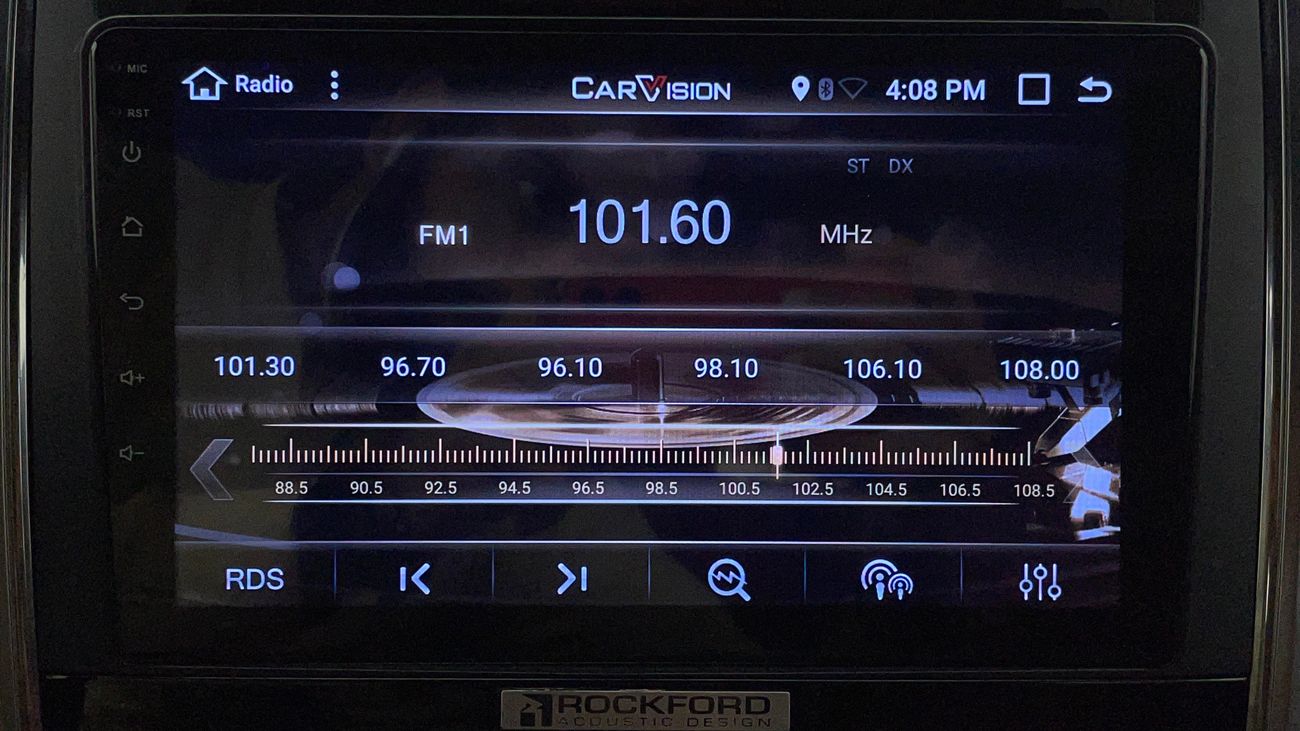 MIC
Radio
CARVISION
4:08 PM
RST
ST DX
FM1
101.60
MHz
101.30 96.70 96.10 98.10 106.10 108.00
88.5 90.5 92.5 94.5 96.5 98.5 100.5 102.5 104.5 106.5 108.5
RDS
ROCKFORD
ACOUSTIC DESIGN